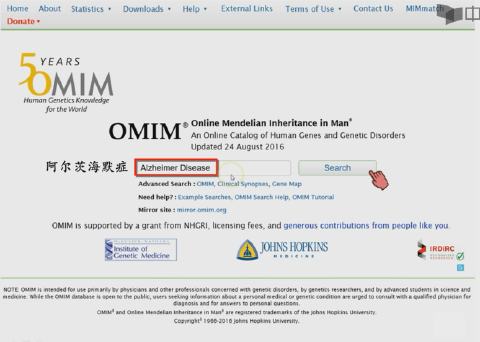 Home About Statistics Downloads Help External Links Terms of Use Contact Us MIMmatch
Donate
50 YEARS
OMIM
Human Genetics Knowledge
for the World
OMIM® Online Mendelian Inheritance in Man®
An Online Catalog of Human Genes and Genetic Disorders
Updated 24 August 2016
阿尔茨海默症 Alzheimer Disease Search
Advanced Search : OMIM, Clinical Synopses, Gene Map
Need help? : Example Searches, OMIM Search Help, OMIM Tutorial
Mirror site : mirror.omim.org
OMIM is supported by a grant from NHGRI, licensing fees, and generous contributions from people like you.
Institute of
Genetic Medicine
JOHNS HOPKINS
MEDICINE
IRDIRC
NOTE: OMIM is intended for use primarily by physicians and other professionals concerned with genetic disorders, by genetics researchers, and by advanced students in science and
medicine. While the OMIM database is open to the public, users seeking information about a personal medical or genetic condition are urged to consult with a qualified physician for
diagnosis and for answers to personal questions.
OMIM® and Online Mendelian Inheritance in Man® are registered trademarks of the Johns Hopkins University.
Copyright® 1966-2016 Johns Hopkins University.